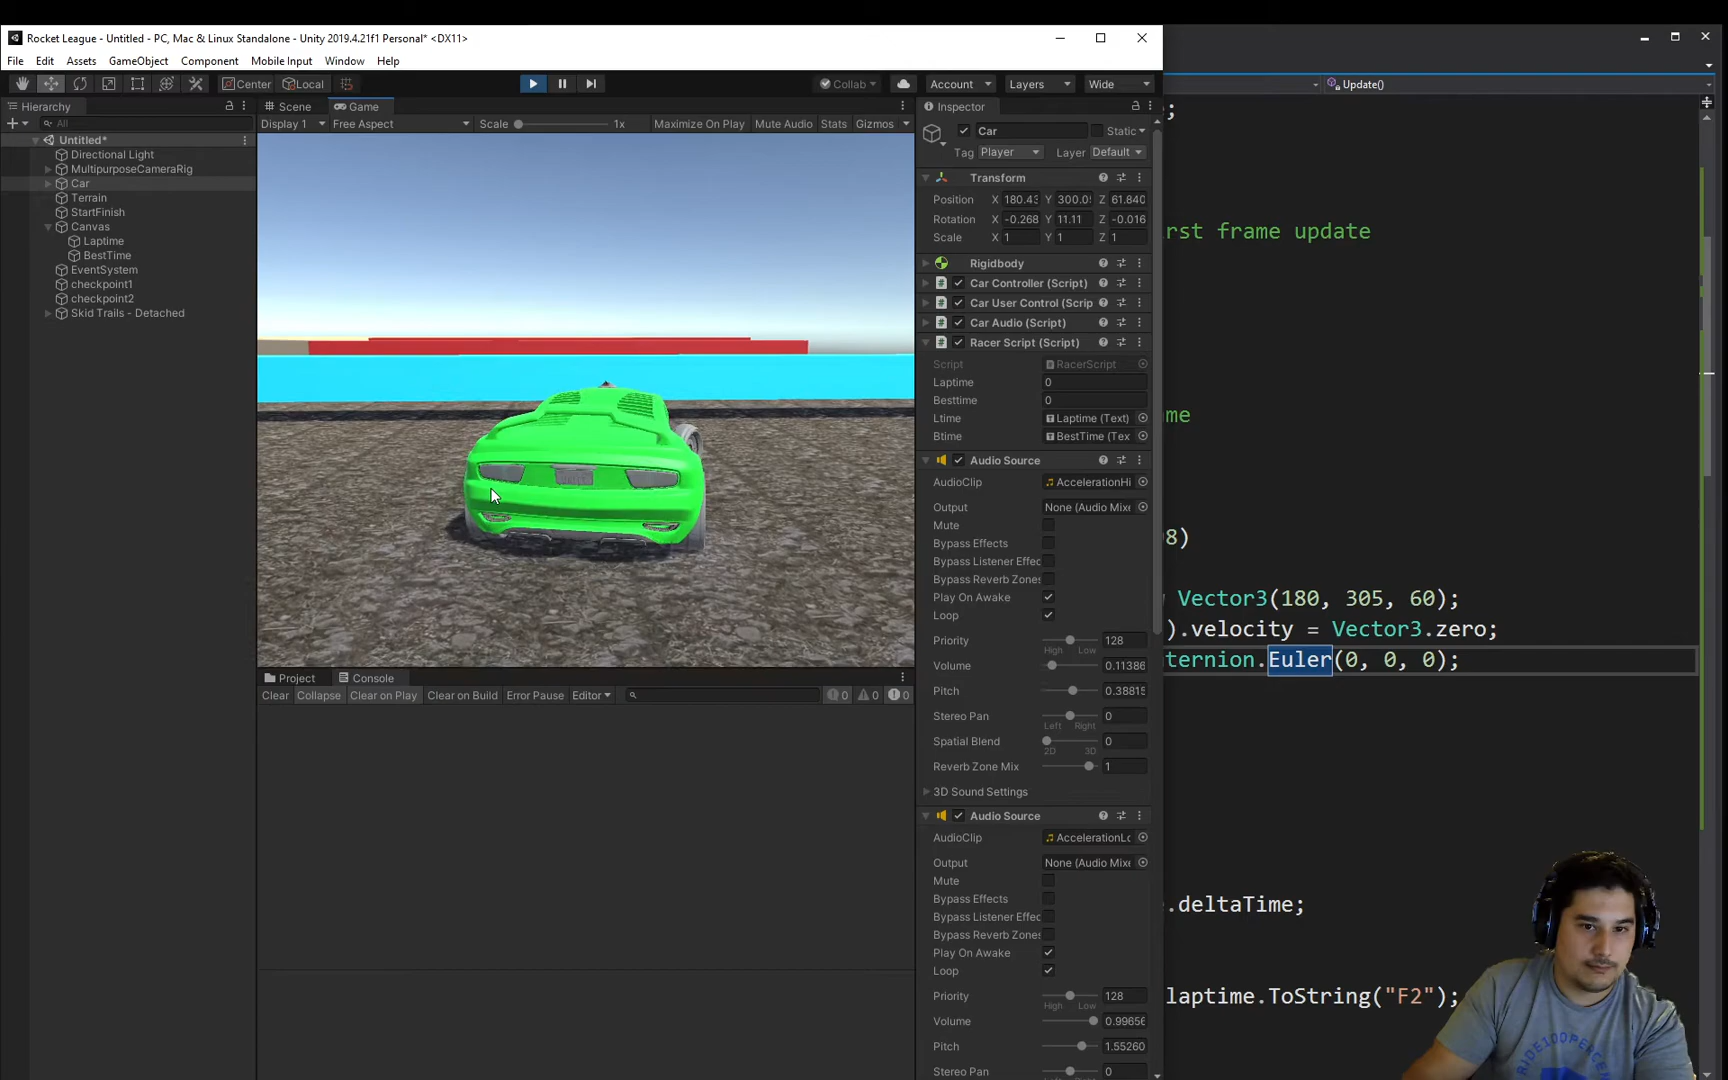 Rocket League - Untitled - PC, Mac & Linux Standalone - Unity 2019.4.21f1 Personal* <DX11>
File Edit Assets GameObject Component Mobile Input Window Help
Center Local Collab Account Layers Wide
Hierarchy
All
Untitled*
Directional Light
MultipurposeCameraRig
Car
Terrain
StartFinish
Canvas
Laptime
BestTime
EventSystem
checkpoint1
checkpoint2
Skid Trails - Detached
Scene Game
Display 1 Free Aspect Scale 1x Maximize On Play Mute Audio Stats Gizmos
Project Console
Clear Collapse Clear on Play Clear on Build Error Pause Editor 0 0 0
Inspector
Car Static
Tag Player Layer Default
Transform
Position X 180.43 Y 300.0 Z 61.840
Rotation X -0.268 Y 11.11 Z -0.016
Scale X 1 Y 1 Z 1
Rigidbody
Car Controller (Script)
Car User Control (Scrip
Car Audio (Script)
Racer Script (Script)
Script RacerScript
Laptime 0
Besttime 0
Ltime Laptime (Text)
Btime BestTime (Tex
Audio Source
AudioClip AccelerationHi
Output None (Audio Mixe
Mute
Bypass Effects
Bypass Listener Effec
Bypass Reverb Zones
Play On Awake
Loop
Priority 128
High Low
Volume 0.11386
Pitch 0.38815
Stereo Pan 0
Left Right
Spatial Blend 0
2D 3D
Reverb Zone Mix 1
3D Sound Settings
Audio Source
AudioClip AccelerationLo
Output None (Audio Mixe
Mute
Bypass Effects
Bypass Listener Effec
Bypass Reverb Zones
Play On Awake
Loop
Priority 128
High Low
Volume 0.99656
Pitch 1.55260
Stereo Pan 0
Update()
;
rst frame update
me
8)
Vector3(180, 305, 60);
).velocity = Vector3.zero;
ternion.Euler(0, 0, 0);
.deltaTime;
laptime.ToString("F2");
RIDE100PERCENT